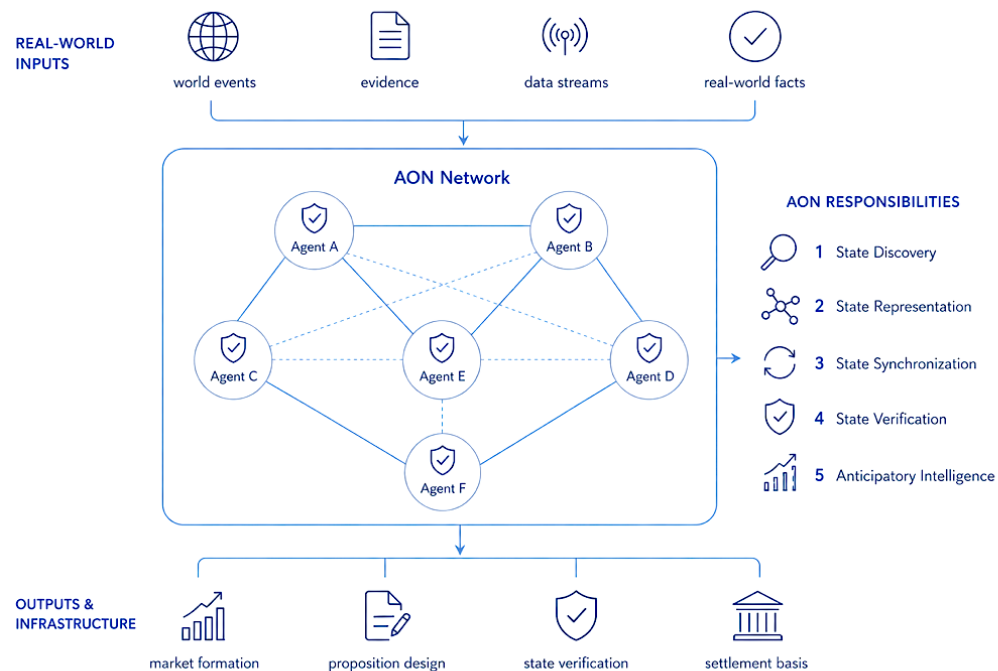 REAL-WORLD
INPUTS
world events
evidence
data streams
real-world facts
AON Network
Agent A
Agent B
Agent C
Agent E
Agent D
Agent F
AON RESPONSIBILITIES
1 State Discovery
2 State Representation
3 State Synchronization
4 State Verification
5 Anticipatory Intelligence
OUTPUTS &
INFRASTRUCTURE
market formation
proposition design
state verification
settlement basis